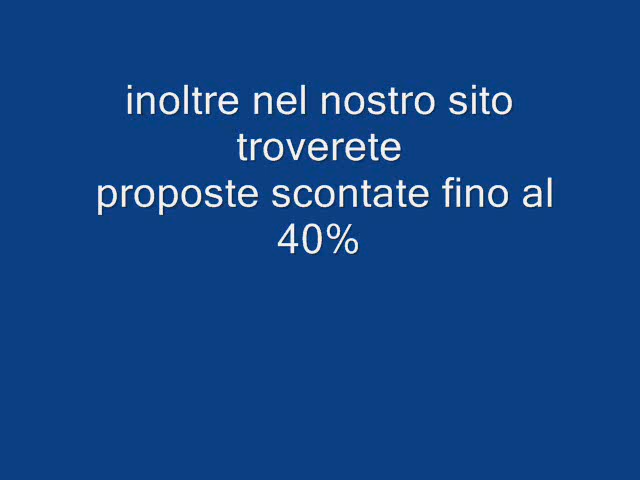 inoltre nel nostro sito
troverete
proposte scontate fino al
40%